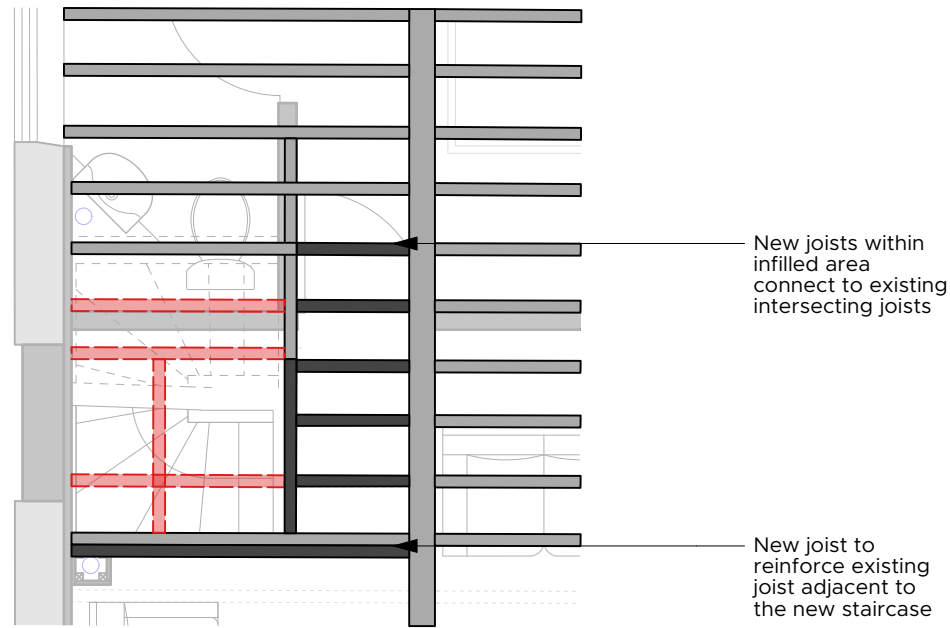 New joists within
infilled area
connect to existing
intersecting joists
New joist to
reinforce existing
joist adjacent to
the new staircase